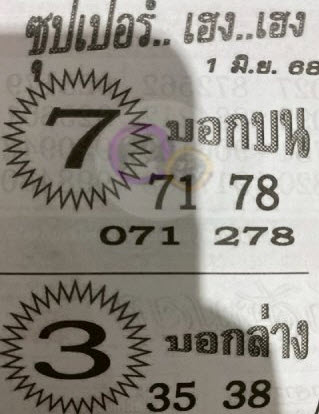 ซุปเปอร์.. เฮง..เฮง
1 มิ.ย. 68
7 บอกบน
71 78
071 278
3 บอกล่าง
35 38